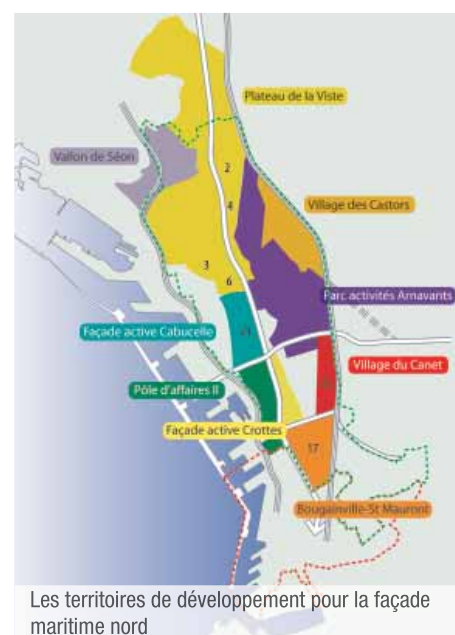 Plateau de la Viste
Vallon de Séon
2
4
Village des Castors
3
6
Parc activités Arnavants
Façade active Cabucelle
Village du Canet
Pôle d'affaires II
Façade active Crottes
17
Bougainville-St Mauront
Les territoires de développement pour la façade
maritime nord